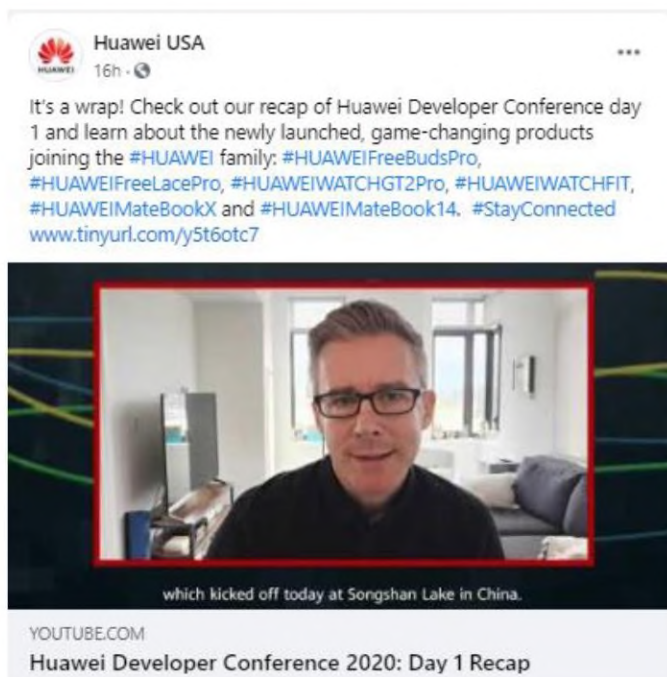 Huawei USA
HUAWEI
16h ·
It's a wrap! Check out our recap of Huawei Developer Conference day
1 and learn about the newly launched, game-changing products
joining the #HUAWEI family: #HUAWEIFreeBudsPro,
#HUAWEIFreeLacePro, #HUAWEIWATCHGT2Pro, #HUAWEIWATCHFIT,
#HUAWEIMateBookX and #HUAWEIMateBook14. #StayConnected
www.tinyurl.com/y5t6otc7
which kicked off today at Songshan Lake in China.
YOUTUBE.COM
Huawei Developer Conference 2020: Day 1 Recap